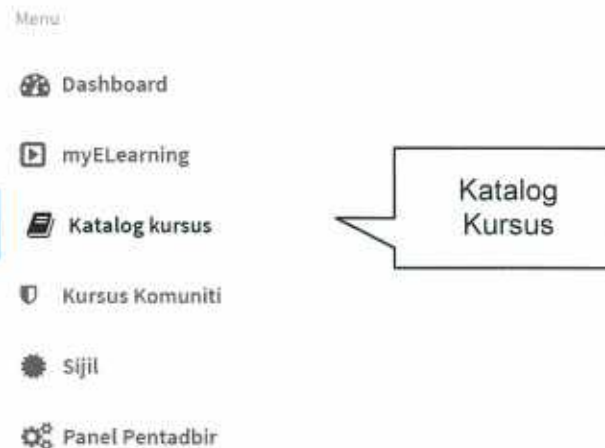 Menu
Dashboard
myELearning
Katalog kursus
Katalog
Kursus
Kursus Komuniti
Sijil
Panel Pentadbir